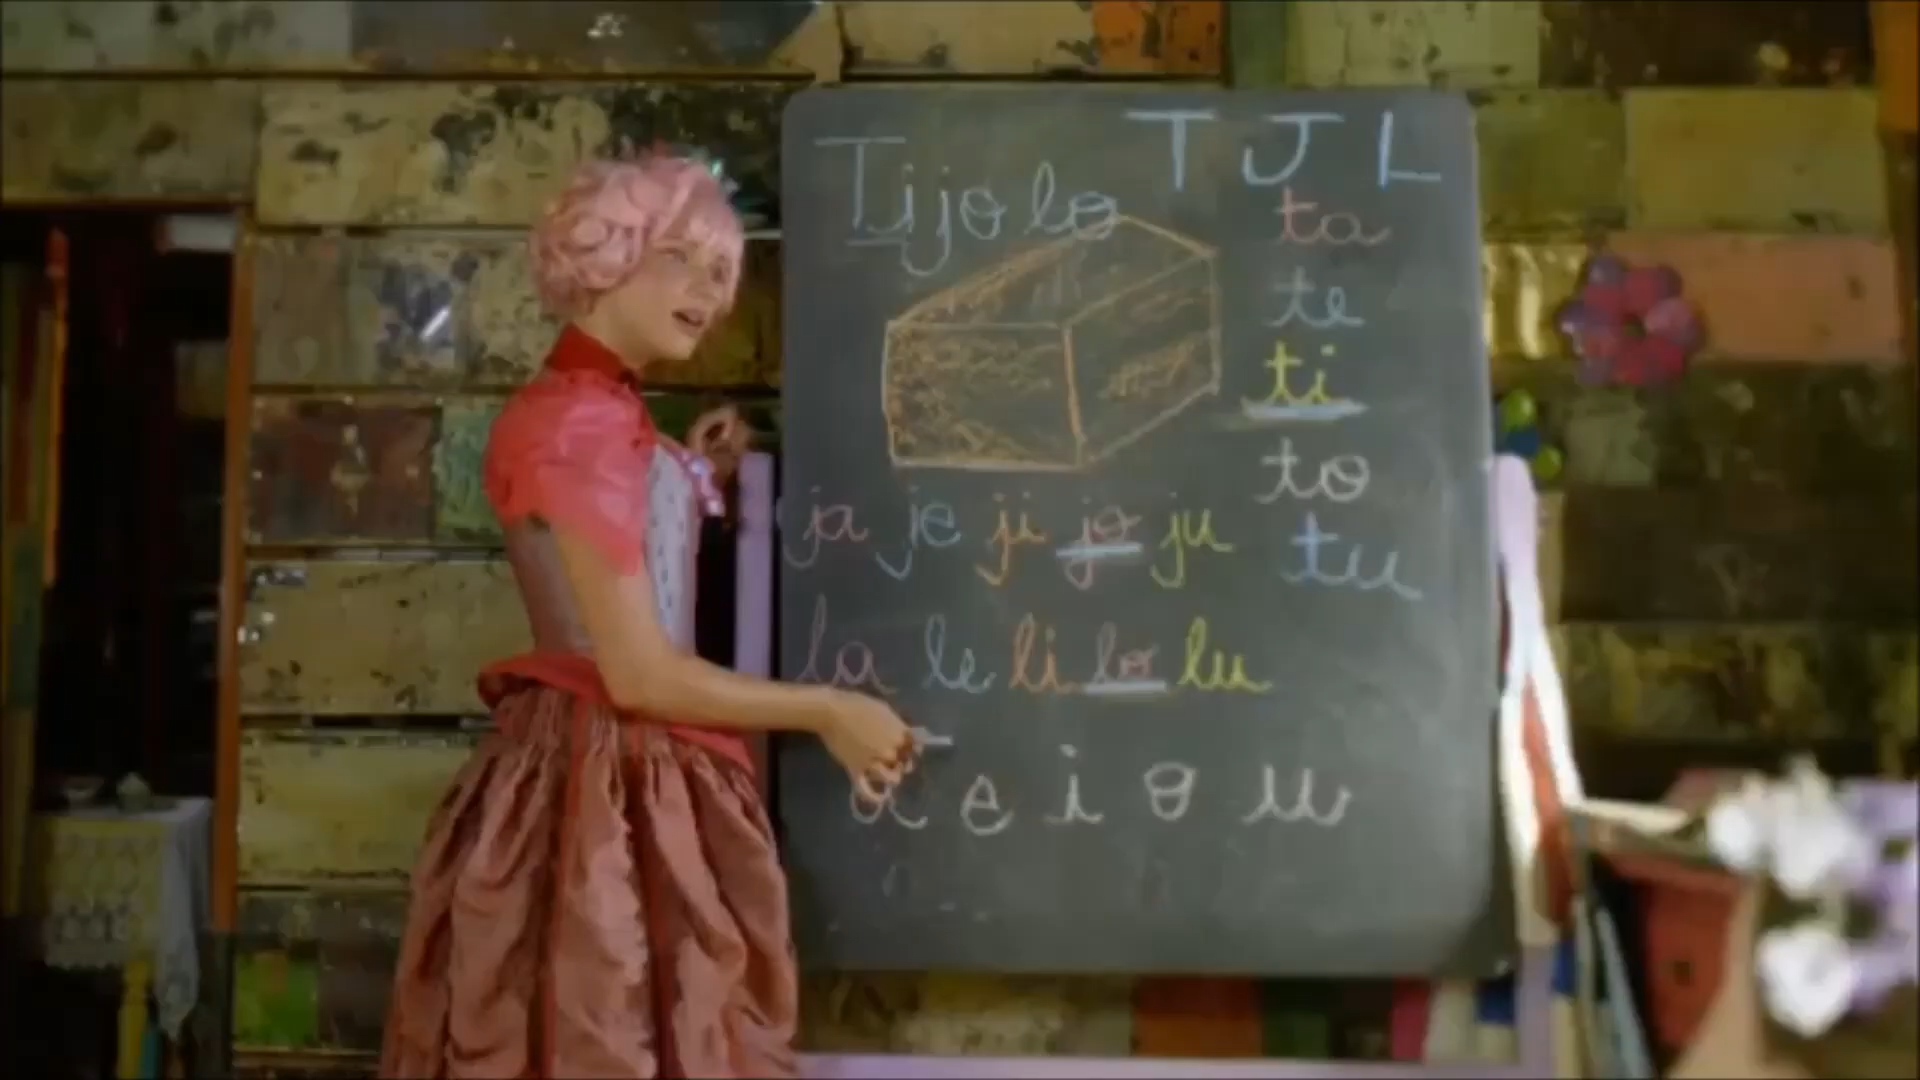 T J L
Tijolo
ta
te
ti
to
tu
ja je ji jo ju
la le li lo lu
a e i o u